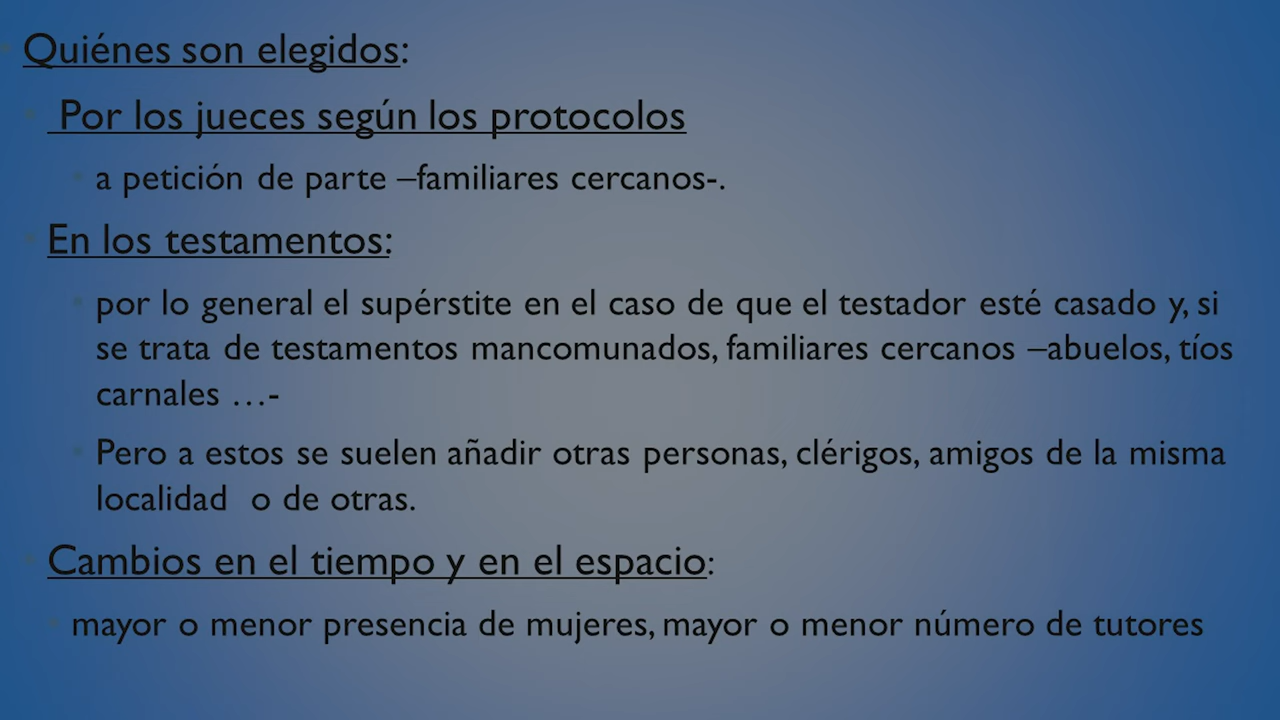 Quiénes son elegidos:
Por los jueces según los protocolos
a petición de parte –familiares cercanos-.
En los testamentos:
por lo general el supérstite en el caso de que el testador esté casado y, si
se trata de testamentos mancomunados, familiares cercanos –abuelos, tíos
carnales …-
Pero a estos se suelen añadir otras personas, clérigos, amigos de la misma
localidad  o de otras.
Cambios en el tiempo y en el espacio:
mayor o menor presencia de mujeres, mayor o menor número de tutores